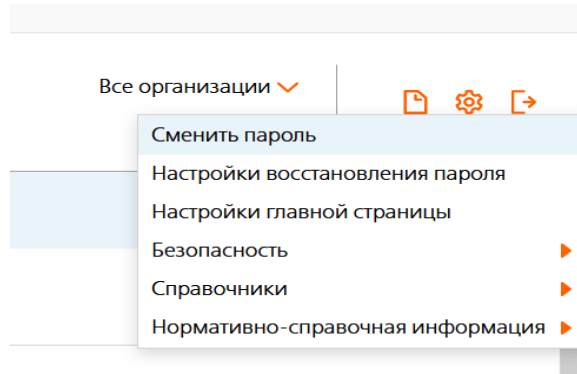 Все организации
Сменить пароль
Настройки восстановления пароля
Настройки главной страницы
Безопасность
Справочники
Нормативно-справочная информация